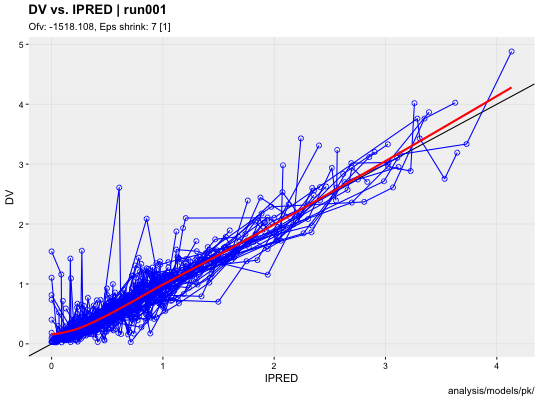 DV vs. IPRED | run001
Ofv: -1518.108, Eps shrink: 7 [1]
5
4
3
2
1
0
DV
0 1 2 3 4
IPRED
analysis/models/pk/